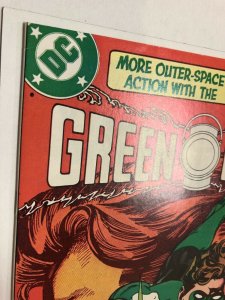 DC
MORE OUTER-SPACE
ACTION WITH THE
GREEN